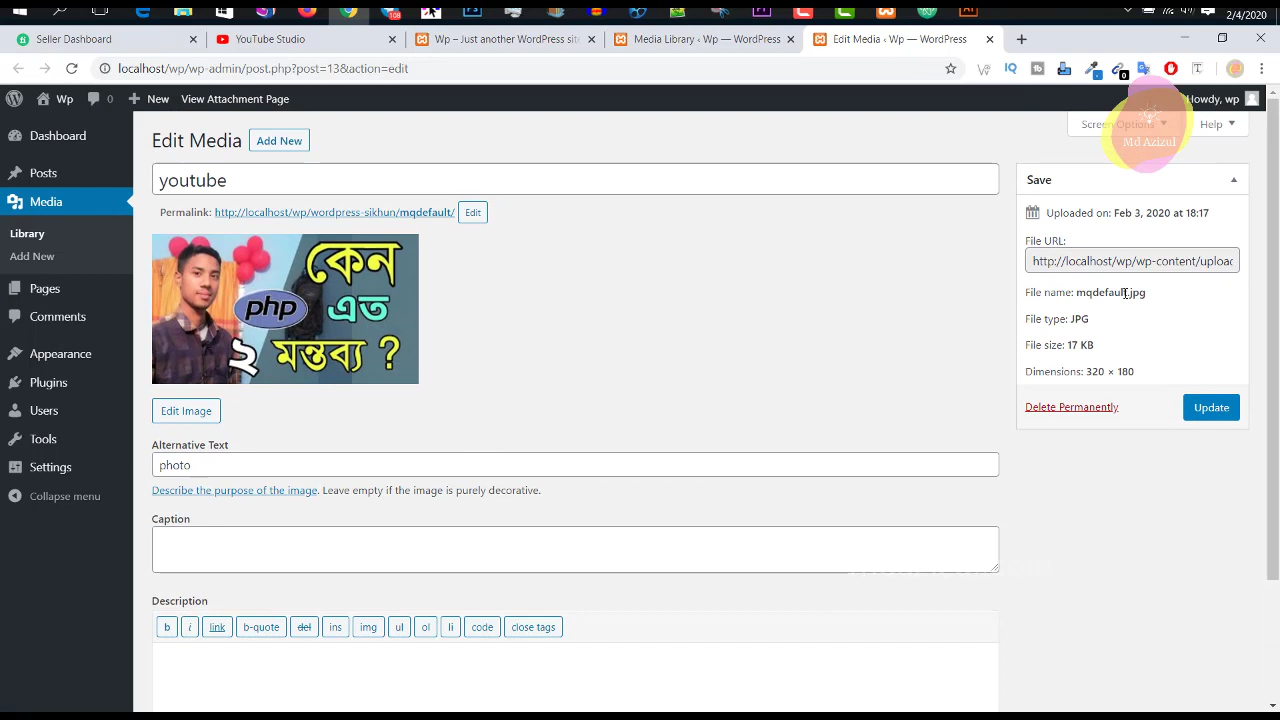 2/4/2020
Seller Dashboard
YouTube Studio
Wp – Just another WordPress sit
Media Library ‹ Wp — WordPress
Edit Media ‹ Wp — WordPress
localhost/wp/wp-admin/post.php?post=13&action=edit
Wp
0
New
View Attachment Page
Howdy, wp
Dashboard
Posts
Media
Library
Add New
Pages
Comments
Appearance
Plugins
Users
Tools
Settings
Collapse menu
Edit Media
Add New
Screen Options
Help
Md Azizul
youtube
Permalink: http://localhost/wp/wordpress-sikhun/mqdefault/
Edit
কেন
php এত
২ মন্তব্য ?
Edit Image
Alternative Text
photo
Describe the purpose of the image. Leave empty if the image is purely decorative.
Caption
Description
b
i
link
b-quote
del
ins
img
ul
ol
li
code
close tags
Save
Uploaded on: Feb 3, 2020 at 18:17
File URL:
http://localhost/wp/wp-content/uploac
File name: mqdefault.jpg
File type: JPG
File size: 17 KB
Dimensions: 320 × 180
Delete Permanently
Update